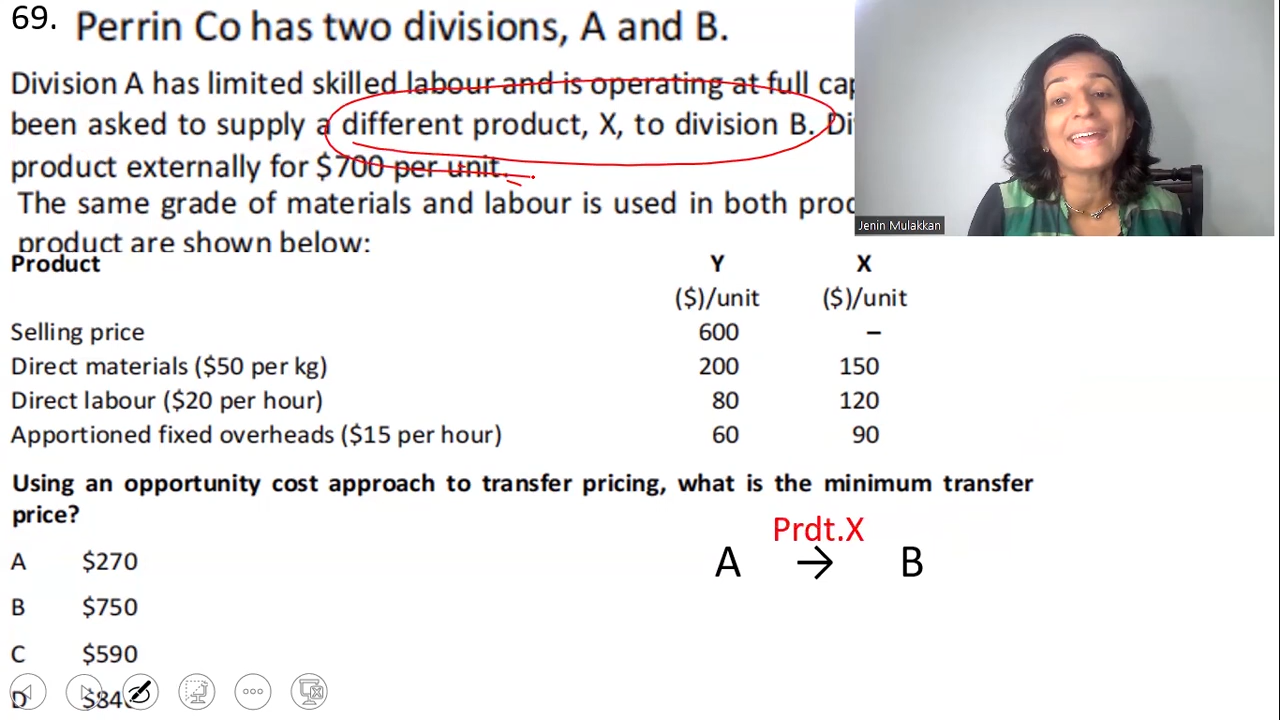 69. Perrin Co has two divisions, A and B.
Division A has limited skilled labour and is operating at full
been asked to supply a different product, X, to division B.
product externally for $700 per unit.
The same grade of materials and labour is used in both
product are shown below:
Product Y X
($)/unit ($)/unit
Selling price 600 –
Direct materials ($50 per kg) 200 150
Direct labour ($20 per hour) 80 120
Apportioned fixed overheads ($15 per hour) 60 90
Using an opportunity cost approach to transfer pricing, what is the minimum transfer
price?
Prdt.X
A → B
A $270
B $750
C $590
D
Jenin Mulakkan